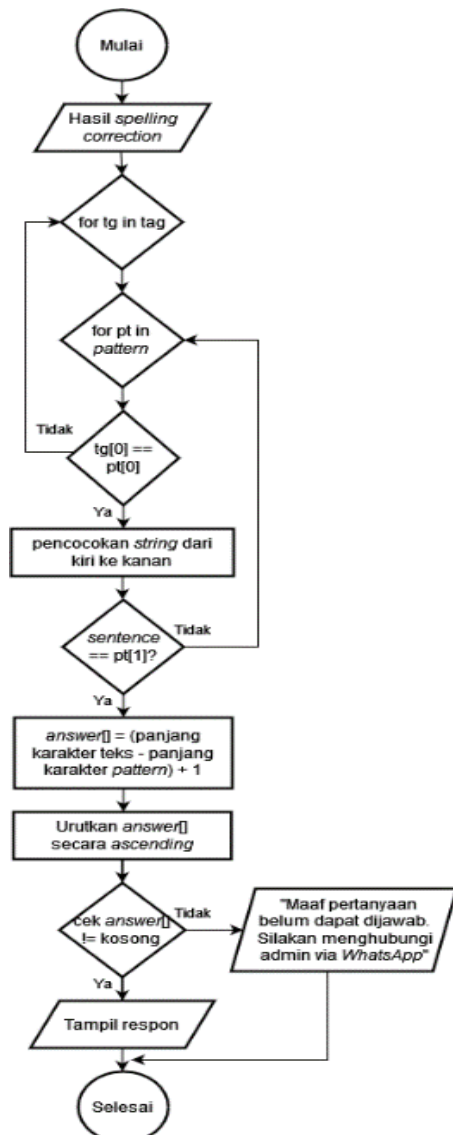 Mulai
Hasil spelling
correction
for tg in tag
for pt in
pattern
Tidak
tg[0] ==
pt[0]
Ya
pencocokan string dari
kiri ke kanan
sentence
== pt[1]?
Tidak
Ya
answer[] = (panjang
karakter teks - panjang
karakter pattern) + 1
Urutkan answer[]
secara ascending
cek answer[]
!= kosong
Tidak
"Maaf pertanyaan
belum dapat dijawab.
Silakan menghubungi
admin via WhatsApp"
Ya
Tampil respon
Selesai